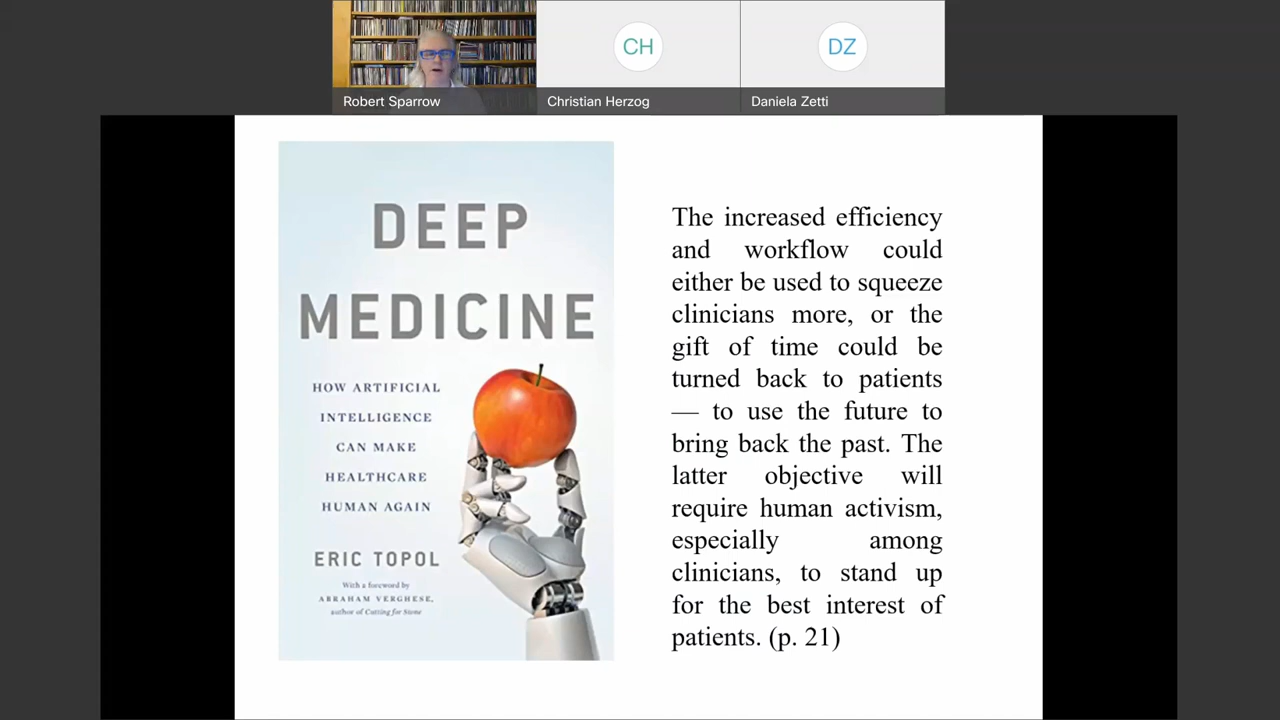 CH
DZ
Robert Sparrow
Christian Herzog
Daniela Zetti
DEEP
MEDICINE
HOW ARTIFICIAL
INTELLIGENCE
CAN MAKE
HEALTHCARE
HUMAN AGAIN
ERIC TOPOL
With a foreword by
ABRAHAM VERGHESE,
author of Cutting for Stone
The increased efficiency
and workflow could
either be used to squeeze
clinicians more, or the
gift of time could be
turned back to patients
— to use the future to
bring back the past. The
latter objective will
require human activism,
especially among
clinicians, to stand up
for the best interest of
patients. (p. 21)